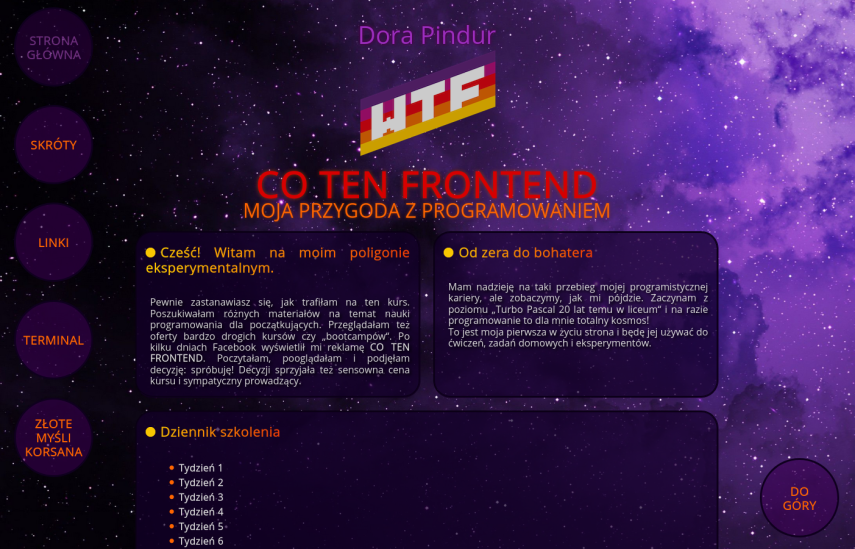 STRONA
GŁÓWNA
SKRÓTY
LINKI
TERMINAL
ZŁOTE
MYŚLI
KORSANA
Dora Pindur
WTF
CO TEN FRONTEND
MOJA PRZYGODA Z PROGRAMOWANIEM
Cześć! Witam na moim poligonie
eksperymentalnym.
Pewnie zastanawiasz się, jak trafiłam na ten kurs.
Poszukiwałam różnych materiałów na temat nauki
programowania dla początkujących. Przeglądałam też
oferty bardzo drogich kursów czy „bootcampów”. Po
kilku dniach Facebook wyświetlił mi reklamę CO TEN
FRONTEND. Poczytałam, pooglądałam i podjęłam
decyzję: spróbuję! Decyzji sprzyjała też sensowna cena
kursu i sympatyczny prowadzący.
Od zera do bohatera
Mam nadzieję na taki przebieg mojej programistycznej
kariery, ale zobaczymy, jak mi pójdzie. Zaczynam z
poziomu „Turbo Pascal 20 lat temu w liceum” i na razie
programowanie to dla mnie totalny kosmos!
To jest moja pierwsza w życiu strona i będę jej używać do
ćwiczeń, zadań domowych i eksperymentów.
Dziennik szkolenia
Tydzień 1
Tydzień 2
Tydzień 3
Tydzień 4
Tydzień 5
Tydzień 6
DO
GÓRY